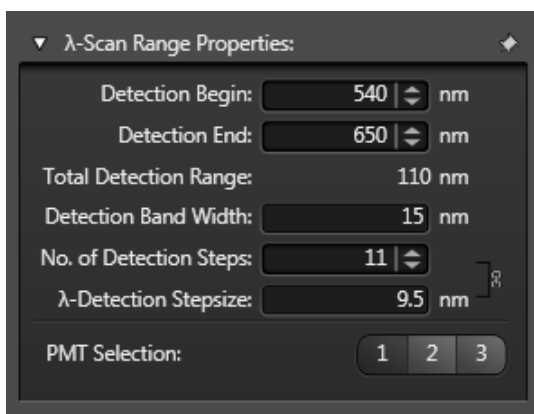 λ-Scan Range Properties:
Detection Begin: 540 nm
Detection End: 650 nm
Total Detection Range: 110 nm
Detection Band Width: 15 nm
No. of Detection Steps: 11
λ-Detection Stepsize: 9.5 nm
PMT Selection: 1 2 3